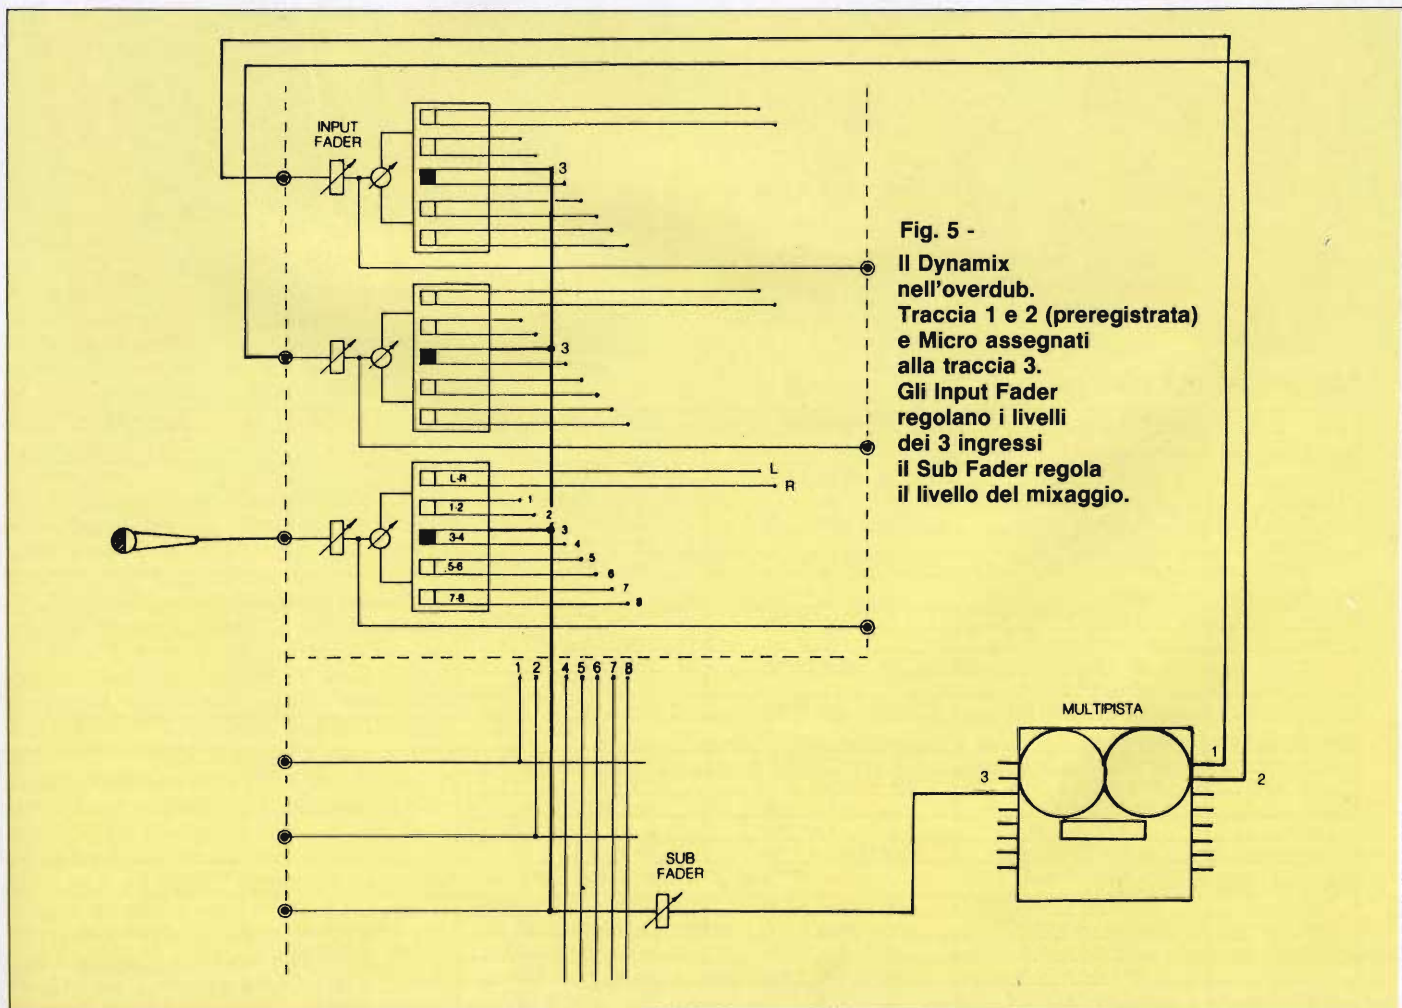 INPUT
FADER
3
3
L-R
1-2
3-4
5-6
7-8
L
R
1
2
3
4
5
6
7
8
Fig. 5 -
Il Dynamix
nell'overdub.
Traccia 1 e 2 (preregistrata)
e Micro assegnati
alla traccia 3.
Gli Input Fader
regolano i livelli
dei 3 ingressi
il Sub Fader regola
il livello del mixaggio.
1 2 4 5 6 7 8
MULTIPISTA
1
3
2
SUB
FADER